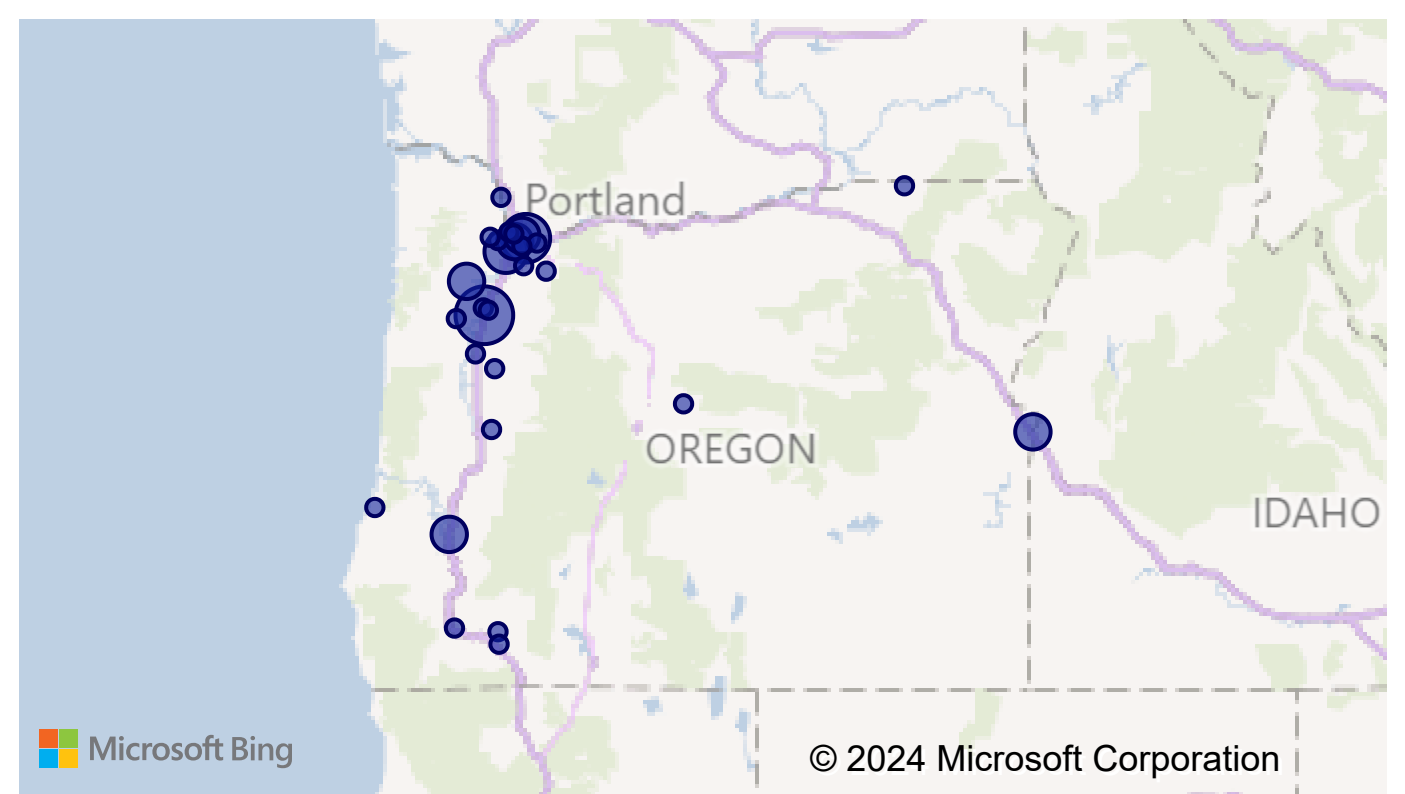 Portland
OREGON
IDAHO
Microsoft Bing
© 2024 Microsoft Corporation